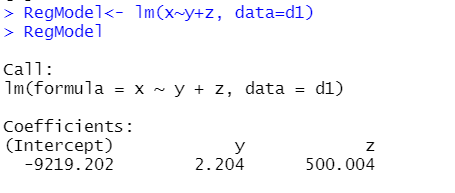 > RegModel<- lm(x~y+z, data=d1)
> RegModel
Call:
lm(formula = x ~ y + z, data = d1)
Coefficients:
(Intercept) y z
-9219.202 2.204 500.004